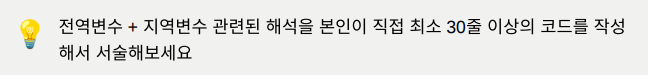 전역변수 + 지역변수 관련된 해석을 본인이 직접 최소 30줄 이상의 코드를 작성
해서 서술해보세요